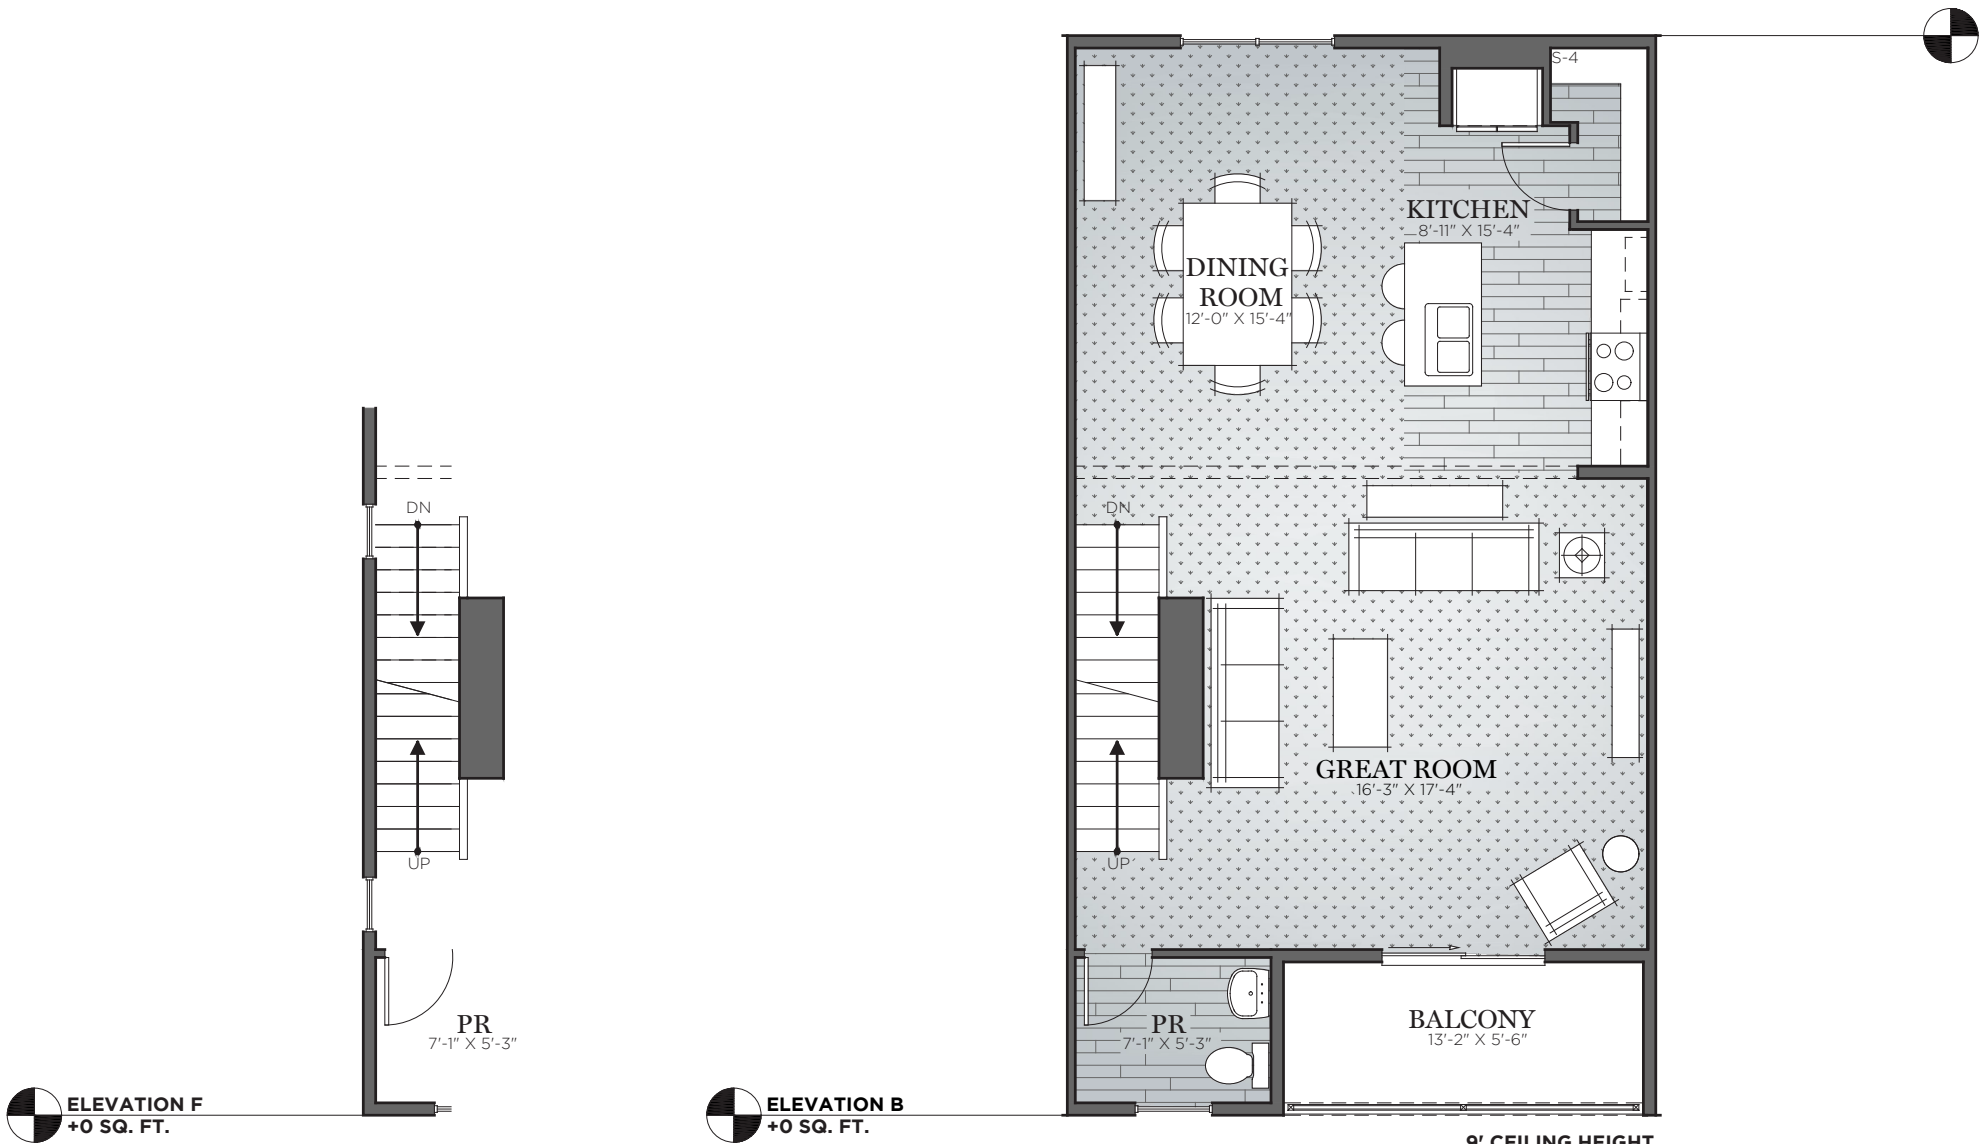 S-4
KITCHEN
8'-11" X 15'-4"
DINING
ROOM
12'-0" X 15'-4"
DN
DN
GREAT ROOM
16'-3" X 17'-4"
UP
UP
PR
7'-1" X 5'-3"
PR
7'-1" X 5'-3"
BALCONY
13'-2" X 5'-6"
ELEVATION F
+0 SQ. FT.
ELEVATION B
+0 SQ. FT.
9' CEILING HEIGHT